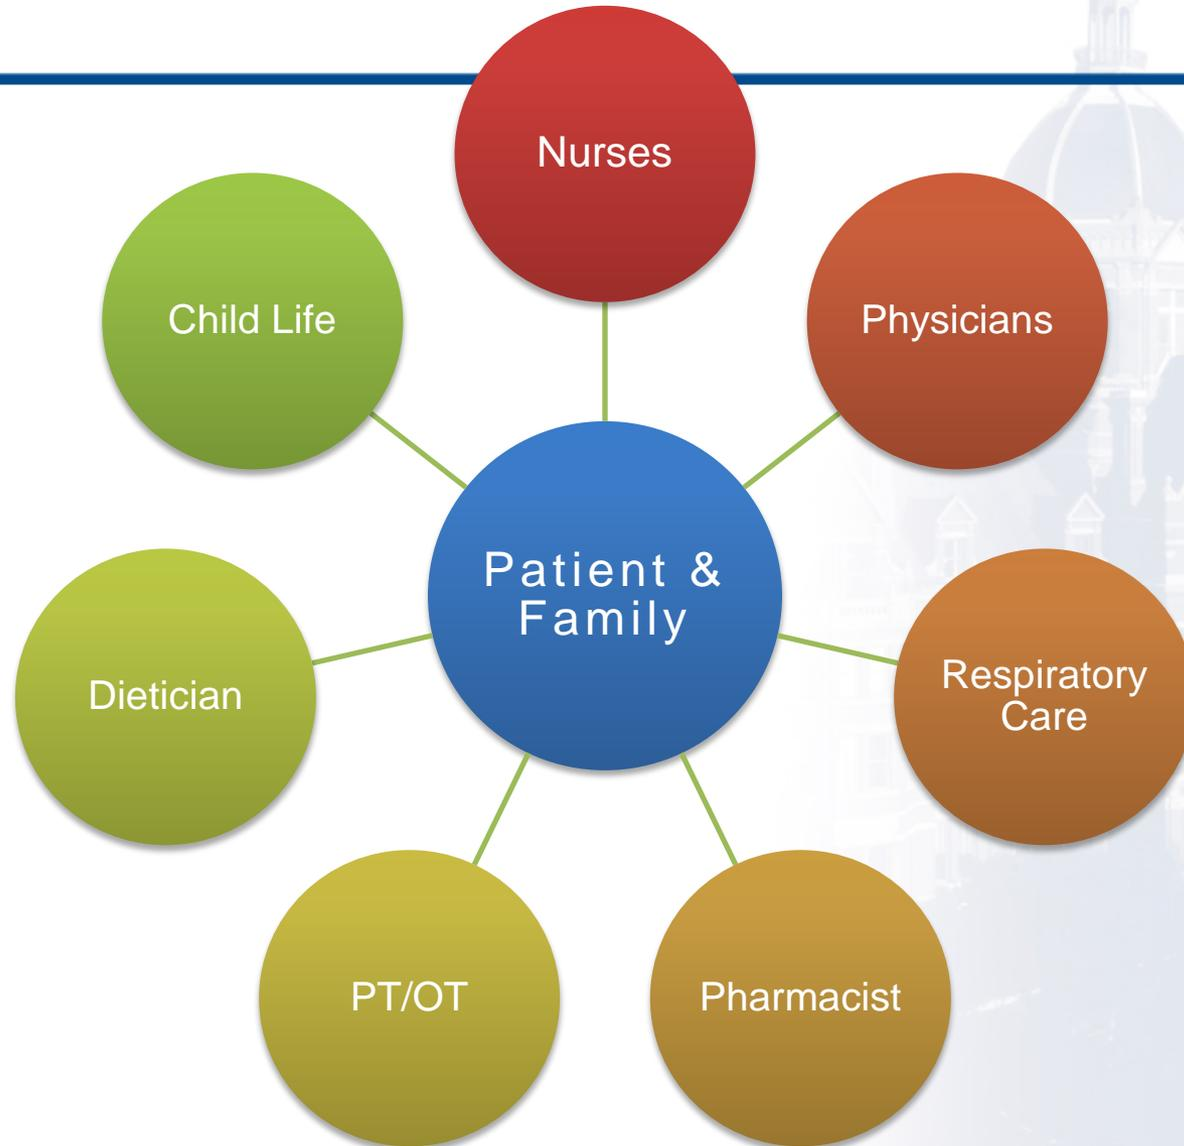 Nurses
Child Life
Physicians
Patient &
Family
Dietician
Respiratory
Care
PT/OT
Pharmacist